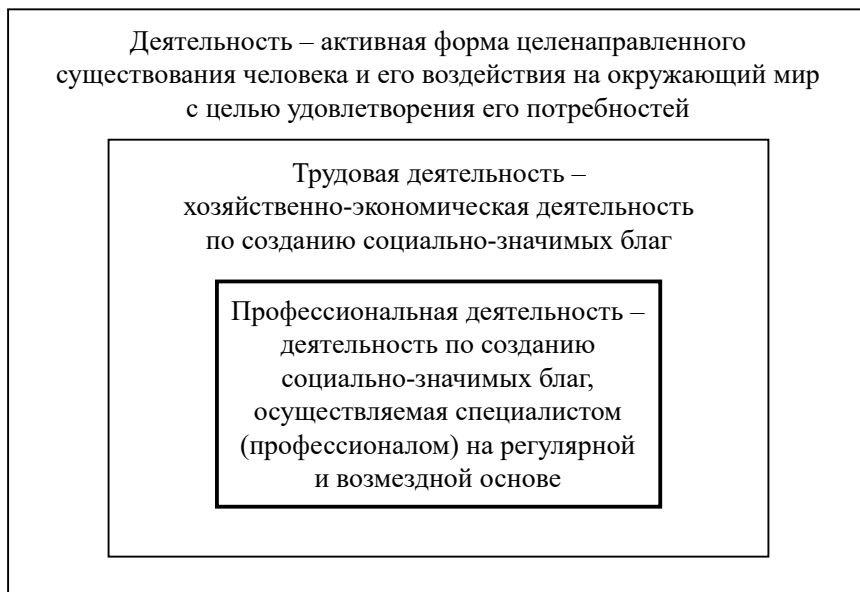 Деятельность – активная форма целенаправленного
существования человека и его воздействия на окружающий мир
с целью удовлетворения его потребностей
Трудовая деятельность –
хозяйственно-экономическая деятельность
по созданию социально-значимых благ
Профессиональная деятельность –
деятельность по созданию
социально-значимых благ,
осуществляемая специалистом
(профессионалом) на регулярной
и возмездной основе